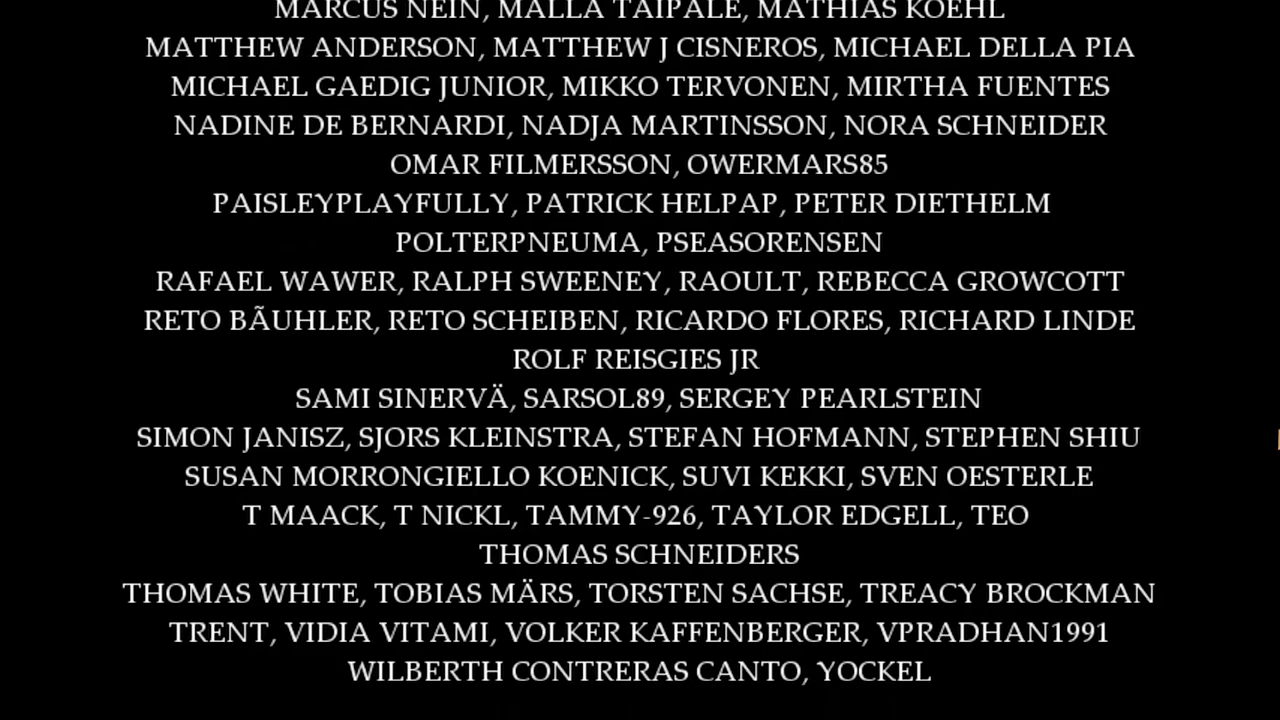 MARCUS NEIN, MALLA TAIPALE, MATHIAS KOEHL
MATTHEW ANDERSON, MATTHEW J CISNEROS, MICHAEL DELLA PIA
MICHAEL GAEDIG JUNIOR, MIKKO TERVONEN, MIRTHA FUENTES
NADINE DE BERNARDI, NADJA MARTINSSON, NORA SCHNEIDER
OMAR FILMERSSON, OWERMARS85
PAISLEYPLAYFULLY, PATRICK HELPAP, PETER DIETHELM
POLTERPNEUMA, PSEASORENSEN
RAFAEL WAWER, RALPH SWEENEY, RAOULT, REBECCA GROWCOTT
RETO BÃUHLER, RETO SCHEIBEN, RICARDO FLORES, RICHARD LINDE
ROLF REISGIES JR
SAMI SINERVÄ, SARSOL89, SERGEY PEARLSTEIN
SIMON JANISZ, SJORS KLEINSTRA, STEFAN HOFMANN, STEPHEN SHIU
SUSAN MORRONGIELLO KOENICK, SUVI KEKKI, SVEN OESTERLE
T MAACK, T NICKL, TAMMY-926, TAYLOR EDGELL, TEO
THOMAS SCHNEIDERS
THOMAS WHITE, TOBIAS MÄRS, TORSTEN SACHSE, TREACY BROCKMAN
TRENT, VIDIA VITAMI, VOLKER KAFFENBERGER, VPRADHAN1991
WILBERTH CONTRERAS CANTO, YOCKEL